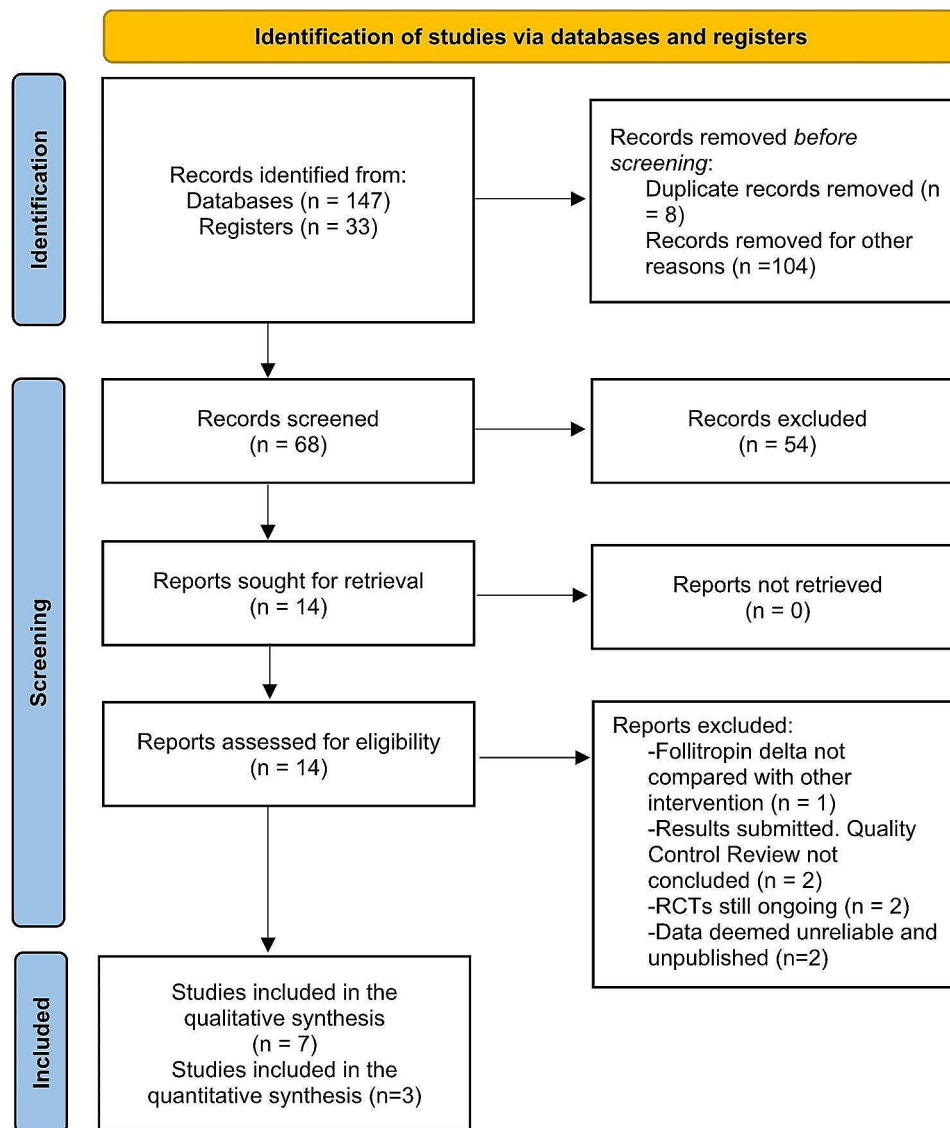 Identification of studies via databases and registers
Identification
Records identified from:
Databases (n = 147)
Registers (n = 33)
Records removed before
screening:
Duplicate records removed (n
= 8)
Records removed for other
reasons (n =104)
Screening
Records screened
(n = 68)
Records excluded
(n = 54)
Reports sought for retrieval
(n = 14)
Reports not retrieved
(n = 0)
Reports assessed for eligibility
(n = 14)
Reports excluded:
-Follitropin delta not
compared with other
intervention (n = 1)
-Results submitted. Quality
Control Review not
concluded (n = 2)
-RCTs still ongoing (n = 2)
-Data deemed unreliable and
unpublished (n=2)
Included
Studies included in the
qualitative synthesis
(n = 7)
Studies included in the
quantitative synthesis (n=3)